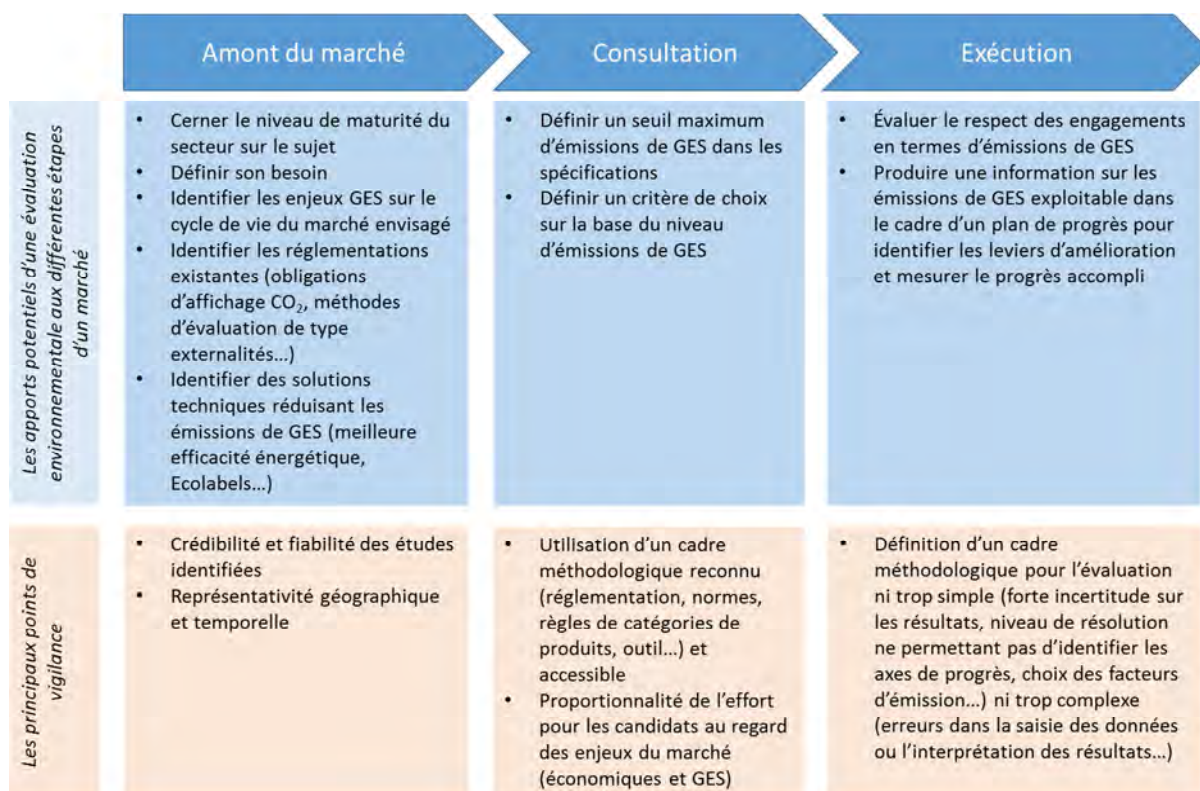 Amont du marché
Consultation
Exécution
Les apports potentiels d'une évaluation
environnementale aux différentes étapes
d'un marché
• Cerner le niveau de maturité du
secteur sur le sujet
• Définir son besoin
• Identifier les enjeux GES sur le
cycle de vie du marché envisagé
• Identifier les réglementations
existantes (obligations
d'affichage CO₂, méthodes
d'évaluation de type
externalités…)
• Identifier des solutions
techniques réduisant les
émissions de GES (meilleure
efficacité énergétique,
Ecolabels…)
• Définir un seuil maximum
d'émissions de GES dans les
spécifications
• Définir un critère de choix
sur la base du niveau
d'émissions de GES
• Évaluer le respect des engagements
en termes d'émissions de GES
• Produire une information sur les
émissions de GES exploitable dans
le cadre d'un plan de progrès pour
identifier les leviers d'amélioration
et mesurer le progrès accompli
Les principaux points de
vigilance
• Crédibilité et fiabilité des études
identifiées
• Représentativité géographique
et temporelle
• Utilisation d'un cadre
méthodologique reconnu
(réglementation, normes,
règles de catégories de
produits, outil…) et
accessible
• Proportionnalité de l'effort
pour les candidats au regard
des enjeux du marché
(économiques et GES)
• Définition d'un cadre
méthodologique pour l'évaluation
ni trop simple (forte incertitude sur
les résultats, niveau de résolution
ne permettant pas d'identifier les
axes de progrès, choix des facteurs
d'émission…) ni trop complexe
(erreurs dans la saisie des données
ou l'interprétation des résultats…)